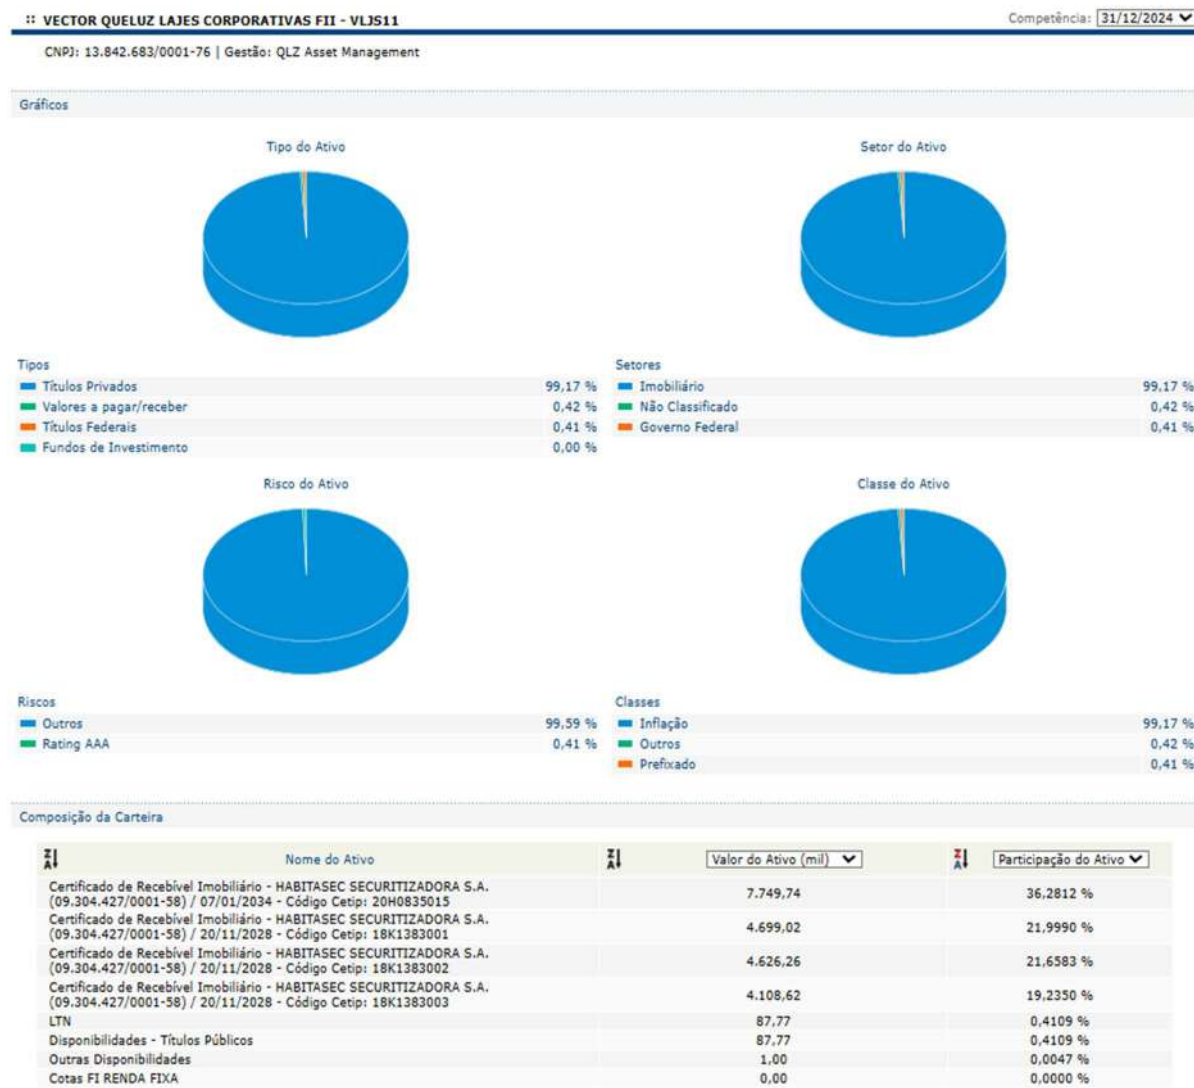 :: VECTOR QUELUZ LAJES CORPORATIVAS FII - VLJS11
Competência: 31/12/2024
CNPJ: 13.842.683/0001-76 | Gestão: QLZ Asset Management
Gráficos
Tipo do Ativo
Setor do Ativo
Tipos
Setores
Títulos Privados 99,17 % Imobiliário 99,17 %
Valores a pagar/receber 0,42 % Não Classificado 0,42 %
Títulos Federais 0,41 % Governo Federal 0,41 %
Fundos de Investimento 0,00 %
Risco do Ativo
Classe do Ativo
Riscos
Classes
Outros 99,59 % Inflação 99,17 %
Rating AAA 0,41 % Outros 0,42 %
Prefixado 0,41 %
Composição da Carteira
Nome do Ativo Valor do Ativo (mil) Participação do Ativo
Certificado de Recebível Imobiliário - HABITASEC SECURITIZADORA S.A.
(09.304.427/0001-58) / 07/01/2034 - Código Cetip: 20H0835015 7.749,74 36,2812 %
Certificado de Recebível Imobiliário - HABITASEC SECURITIZADORA S.A.
(09.304.427/0001-58) / 20/11/2028 - Código Cetip: 18K1383001 4.699,02 21,9990 %
Certificado de Recebível Imobiliário - HABITASEC SECURITIZADORA S.A.
(09.304.427/0001-58) / 20/11/2028 - Código Cetip: 18K1383002 4.626,26 21,6583 %
Certificado de Recebível Imobiliário - HABITASEC SECURITIZADORA S.A.
(09.304.427/0001-58) / 20/11/2028 - Código Cetip: 18K1383003 4.108,62 19,2350 %
LTN 87,77 0,4109 %
Disponibilidades - Títulos Públicos 87,77 0,4109 %
Outras Disponibilidades 1,00 0,0047 %
Cotas FI RENDA FIXA 0,00 0,0000 %